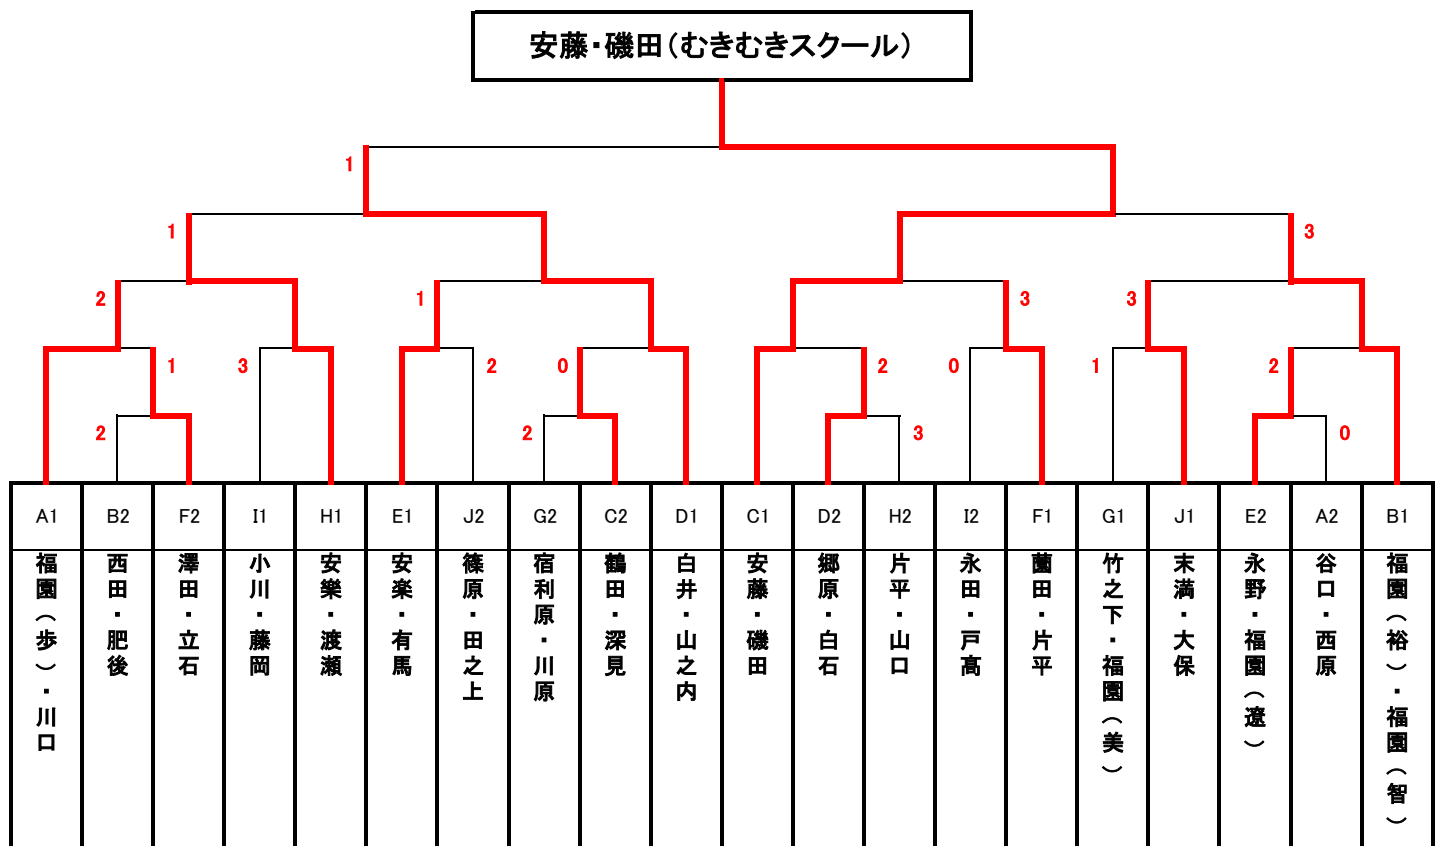 安藤・磯田（むきむきスクール）
1
1
3
2
1
3
3
1
3
2
0
2
0
1
2
2
2
3
0
A1 B2 F2 I1 H1 E1 J2 G2 C2 D1 C1 D2 H2 I2 F1 G1 J1 E2 A2 B1
福園（歩）・川口
西田・肥後
澤田・立石
小川・藤岡
安樂・渡瀬
安楽・有馬
篠原・田之上
宿利原・川原
鶴田・深見
白井・山之内
安藤・磯田
郷原・白石
片平・山口
永田・戸髙
薗田・片平
竹之下・福園（美）
末満・大保
永野・福園（遼）
谷口・西原
福園（裕）・福園（智）